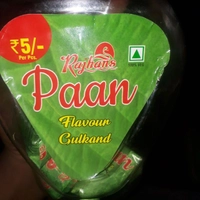 ₹5/-
Per Pcs.
Rajhans
Paan
Flavour
Gulkand